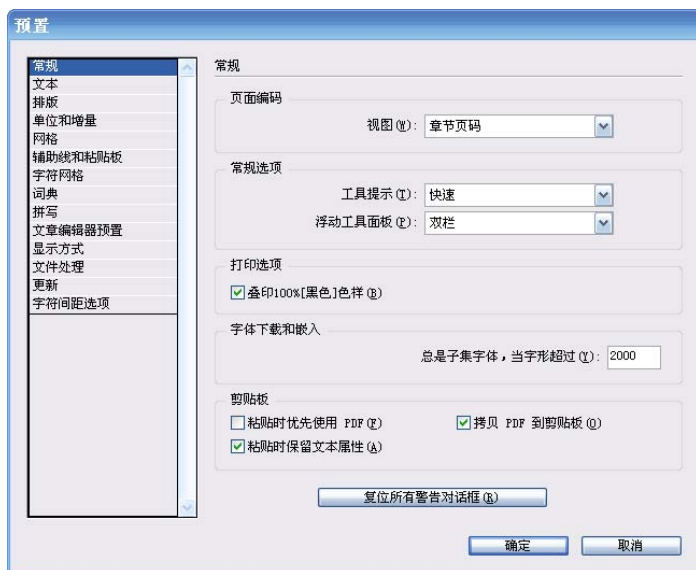 预置
常规
文本
排版
单位和增量
网格
辅助线和粘贴板
字符网格
词典
拼写
文章编辑器预置
显示方式
文件处理
更新
字符间距选项
常规
页面编码
视图(W): 章节页码
常规选项
工具提示(T): 快速
浮动工具面板(P): 双栏
打印选项
叠印100%[黑色]色样(B)
字体下载和嵌入
总是子集字体，当字形超过(Y): 2000
剪贴板
粘贴时优先使用 PDF(F) 拷贝 PDF 到剪贴板(O)
粘贴时保留文本属性(A)
复位所有警告对话框(R)
确定 取消